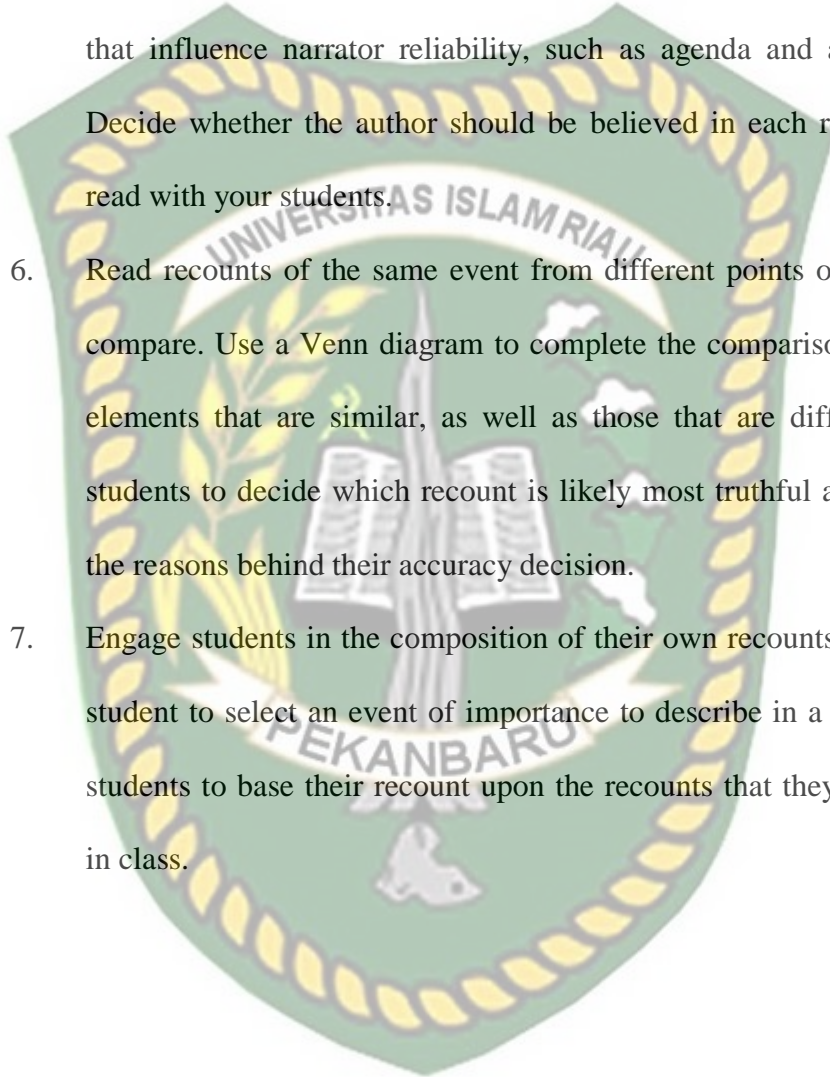 that influence narrator reliability, such as agenda and a
Decide whether the author should be believed in each r
read with your students.
UNIVERSITAS ISLAM RIAU
6. Read recounts of the same event from different points o
compare. Use a Venn diagram to complete the compariso
elements that are similar, as well as those that are diff
students to decide which recount is likely most truthful a
the reasons behind their accuracy decision.
7. Engage students in the composition of their own recounts
student to select an event of importance to describe in a
PEKANBARU
students to base their recount upon the recounts that they
in class.